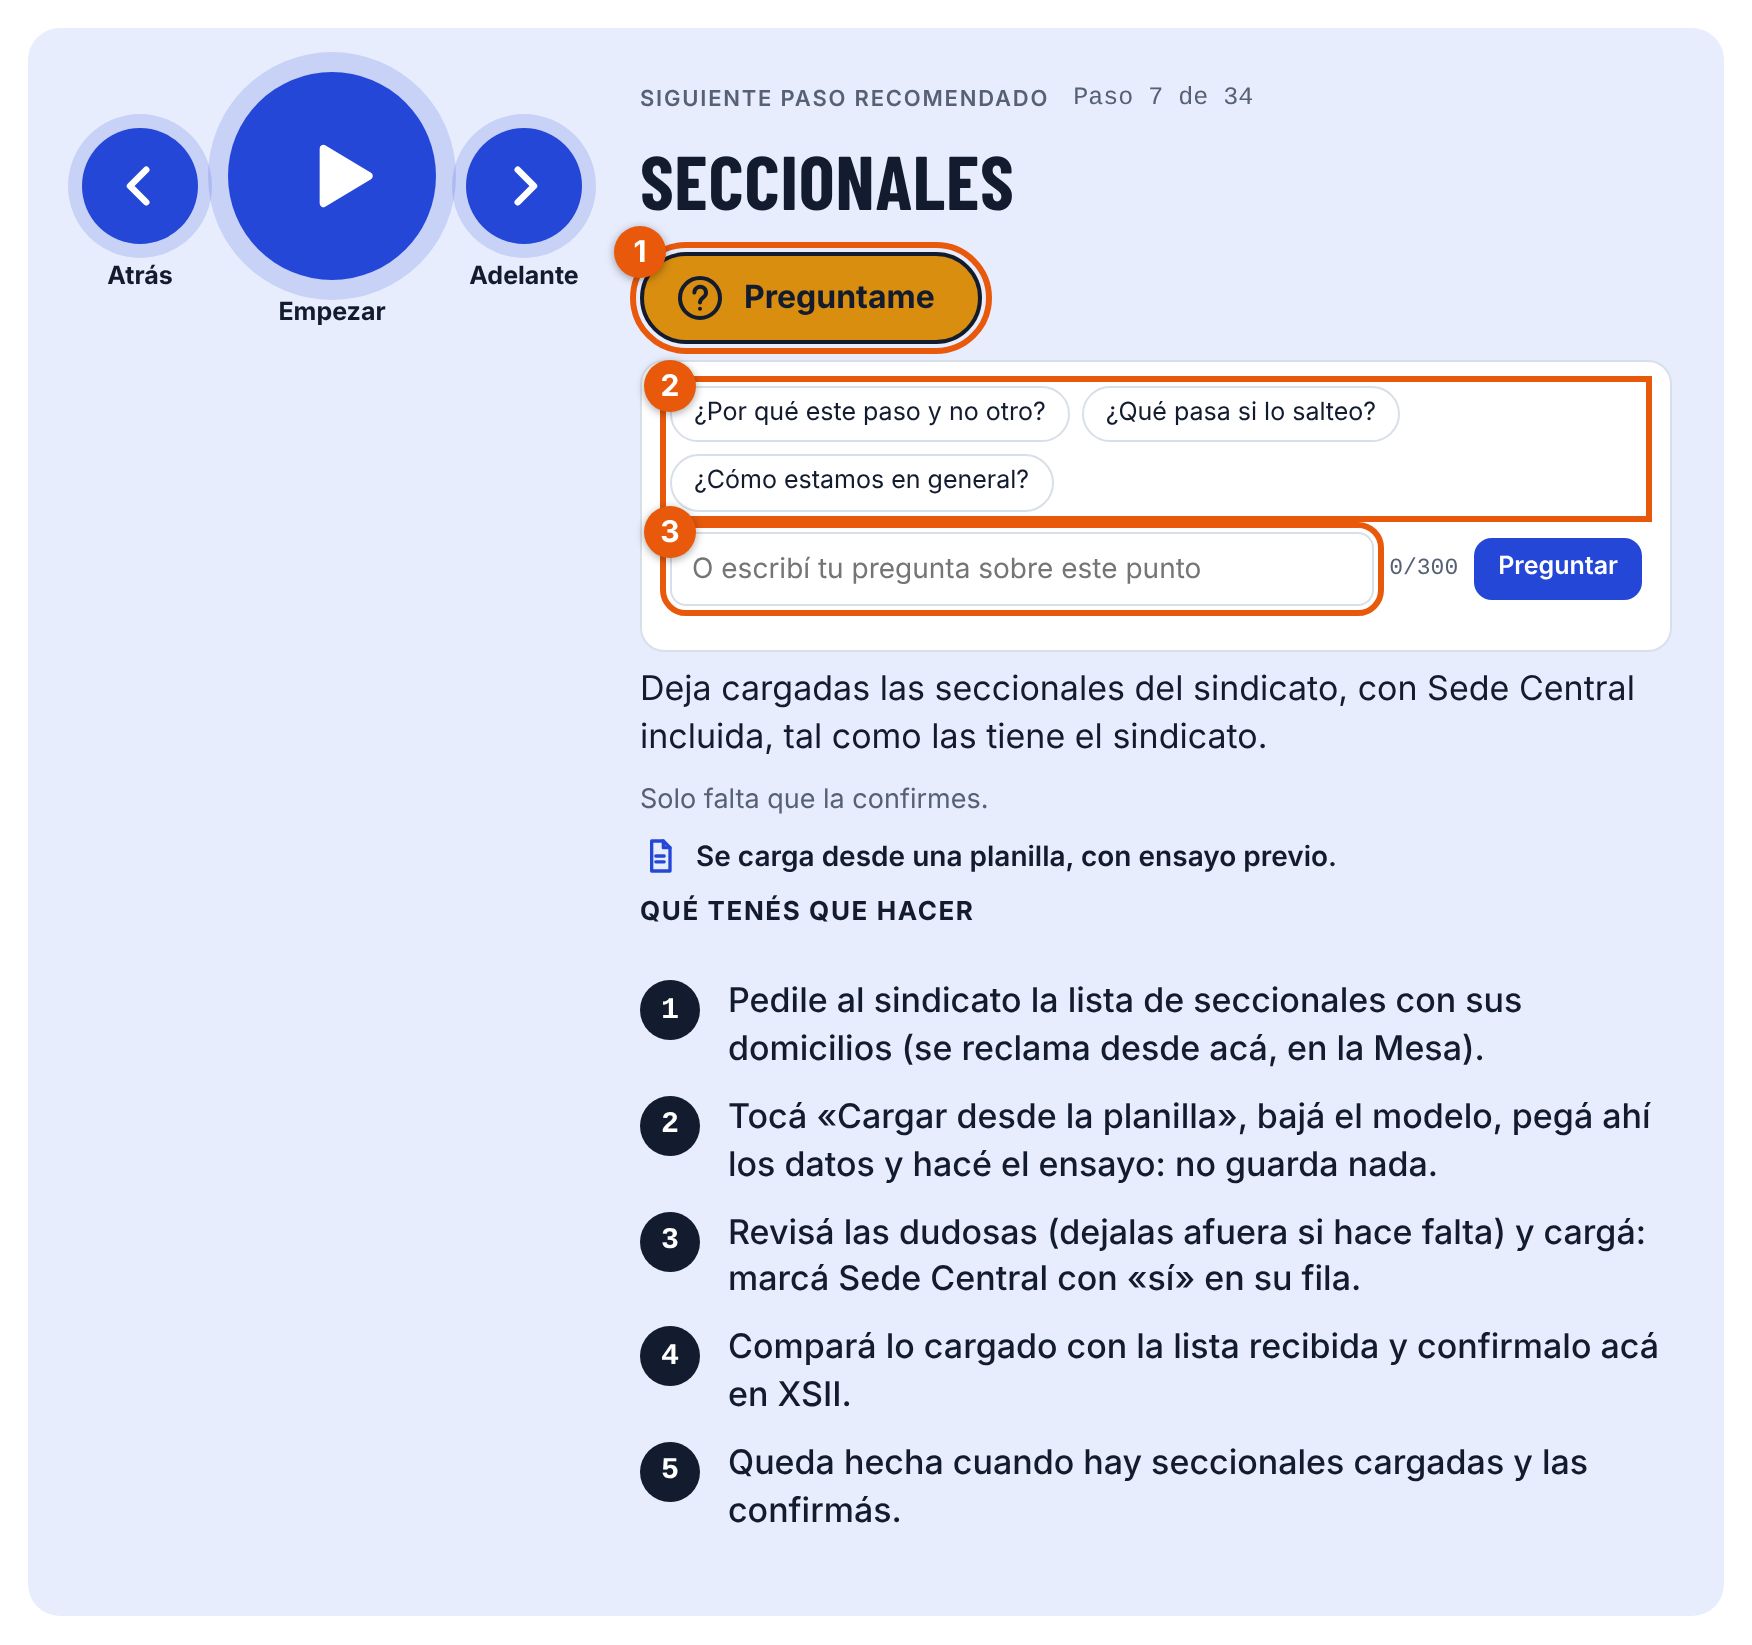 SIGUIENTE PASO RECOMENDADO Paso 7 de 34
SECCIONALES
Atrás
Empezar
Adelante
1
Preguntame
2
¿Por qué este paso y no otro? ¿Qué pasa si lo salteo?
¿Cómo estamos en general?
3
O escribí tu pregunta sobre este punto 0/300 Preguntar
Deja cargadas las seccionales del sindicato, con Sede Central
incluida, tal como las tiene el sindicato.
Solo falta que la confirmes.
Se carga desde una planilla, con ensayo previo.
QUÉ TENÉS QUE HACER
1 Pedile al sindicato la lista de seccionales con sus
domicilios (se reclama desde acá, en la Mesa).
2 Tocá «Cargar desde la planilla», bajá el modelo, pegá ahí
los datos y hacé el ensayo: no guarda nada.
3 Revisá las dudosas (dejalas afuera si hace falta) y cargá:
marcá Sede Central con «sí» en su fila.
4 Compará lo cargado con la lista recibida y confirmalo acá
en XSII.
5 Queda hecha cuando hay seccionales cargadas y las
confirmás.